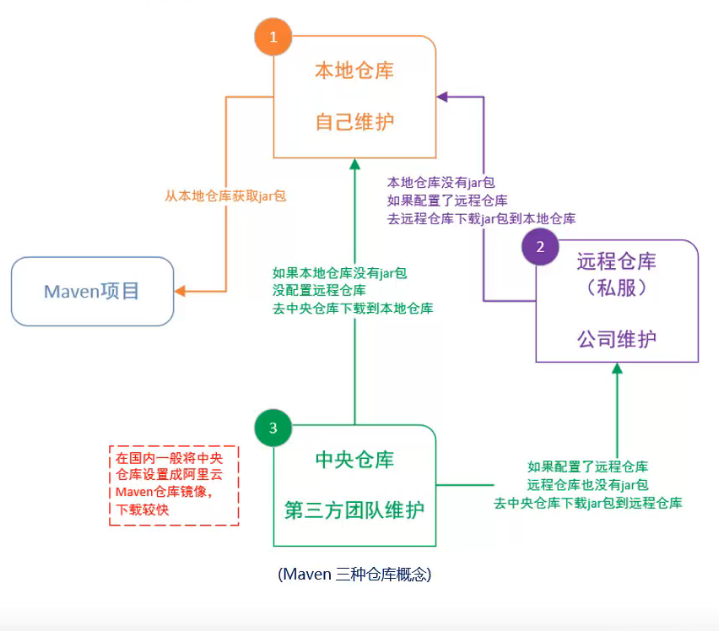 1
本地仓库
自己维护
从本地仓库获取jar包
本地仓库没有jar包
如果配置了远程仓库
去远程仓库下载jar包到本地仓库
2
远程仓库
（私服）
公司维护
Maven项目
如果本地仓库没有jar包
没配置远程仓库
去中央仓库下载到本地仓库
3
中央仓库
第三方团队维护
在国内一般将中央
仓库设置成阿里云
Maven仓库镜像，
下载较快
如果配置了远程仓库
远程仓库也没有jar包
去中央仓库下载jar包到远程仓库
(Maven 三种仓库概念)